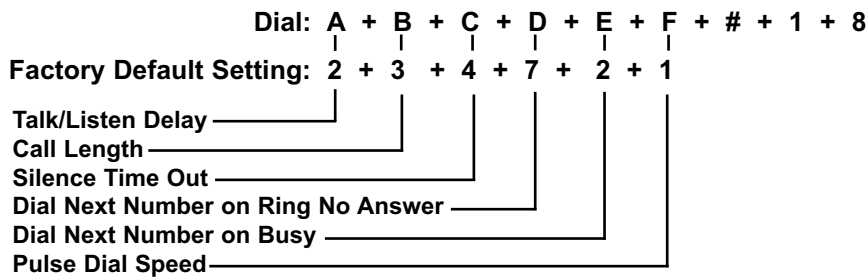 Dial: A + B + C + D + E + F + # + 1 + 8
Factory Default Setting: 2 + 3 + 4 + 7 + 2 + 1
Talk/Listen Delay
Call Length
Silence Time Out
Dial Next Number on Ring No Answer
Dial Next Number on Busy
Pulse Dial Speed